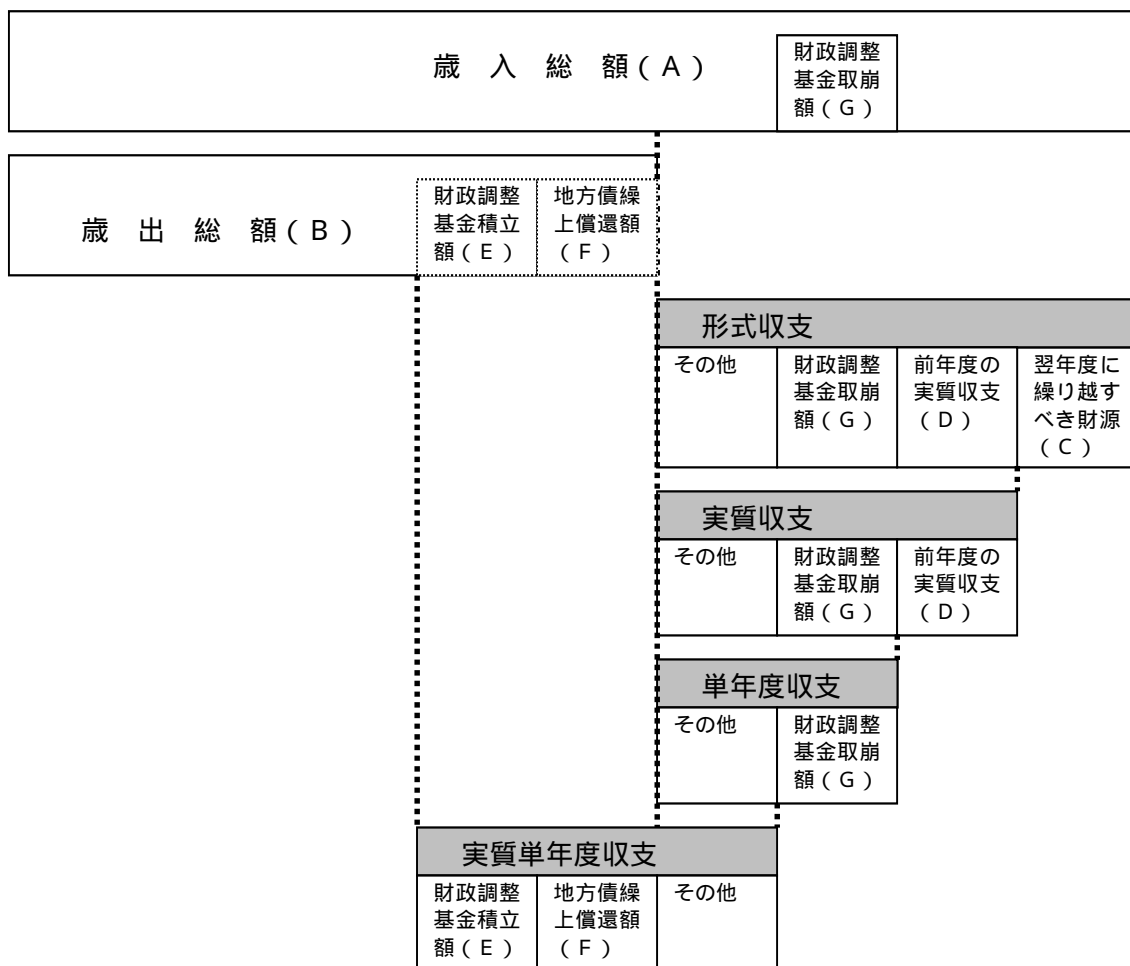 歳　入　総　額（Ａ）
財政調整
基金取崩
額（Ｇ）
歳　出　総　額（Ｂ）
財政調整
基金積立
額（Ｅ）
地方債繰
上償還額
（Ｆ）
形式収支
その他
財政調整
基金取崩
額（Ｇ）
前年度の
実質収支
（Ｄ）
翌年度に
繰り越す
べき財源
（Ｃ）
実質収支
その他
財政調整
基金取崩
額（Ｇ）
前年度の
実質収支
（Ｄ）
単年度収支
その他
財政調整
基金取崩
額（Ｇ）
実質単年度収支
財政調整
基金積立
額（Ｅ）
地方債繰
上償還額
（Ｆ）
その他